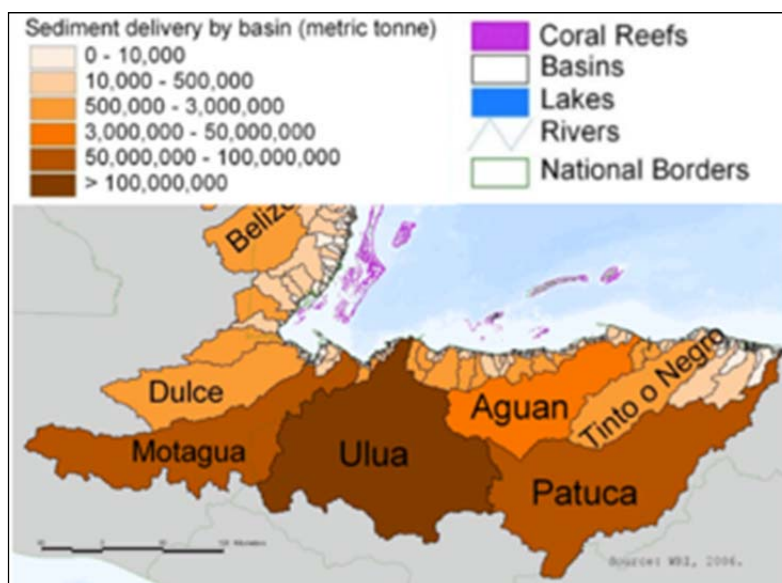 Sediment delivery by basin (metric tonne)
0 - 10,000
10,000 - 500,000
500,000 - 3,000,000
3,000,000 - 50,000,000
50,000,000 - 100,000,000
> 100,000,000
Coral Reefs
Basins
Lakes
Rivers
National Borders
Belize
Dulce
Motagua
Ulua
Aguan
Tinto o Negro
Patuca
Source: WRI, 2006.